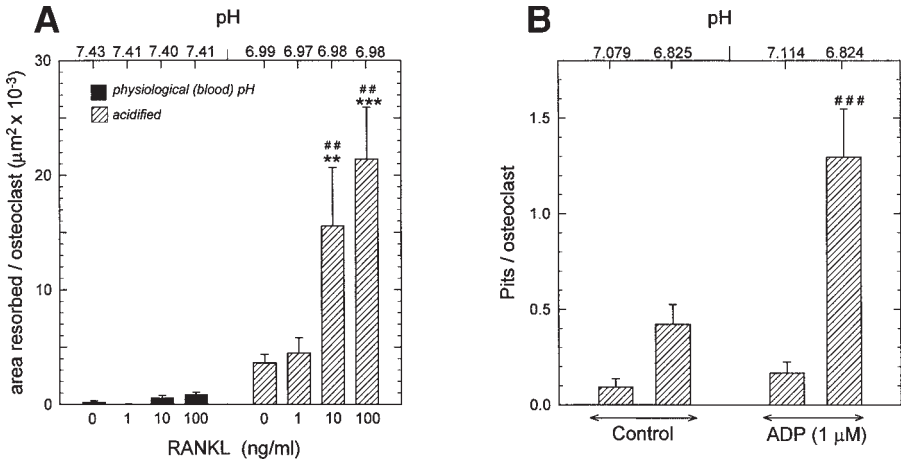 A
pH
7.43 7.41 7.40 7.41 6.99 6.97 6.98 6.98
30
20
10
0
area resorbed / osteoclast (μm² x 10⁻³)
physiological (blood) pH
acidified
##
**
##
***
0 1 10 100 0 1 10 100
RANKL (ng/ml)
B
pH
7.079 6.825 7.114 6.824
1.5
1.0
0.5
0.0
Pits / osteoclast
###
Control ADP (1 μM)